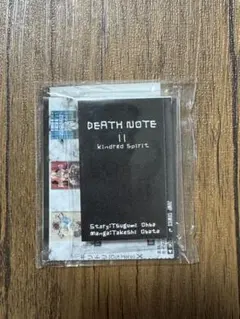 DEATH NOTE
11
Kindred Spirit
Story:Tsugumi Ohba
Manga:Takeshi Obata